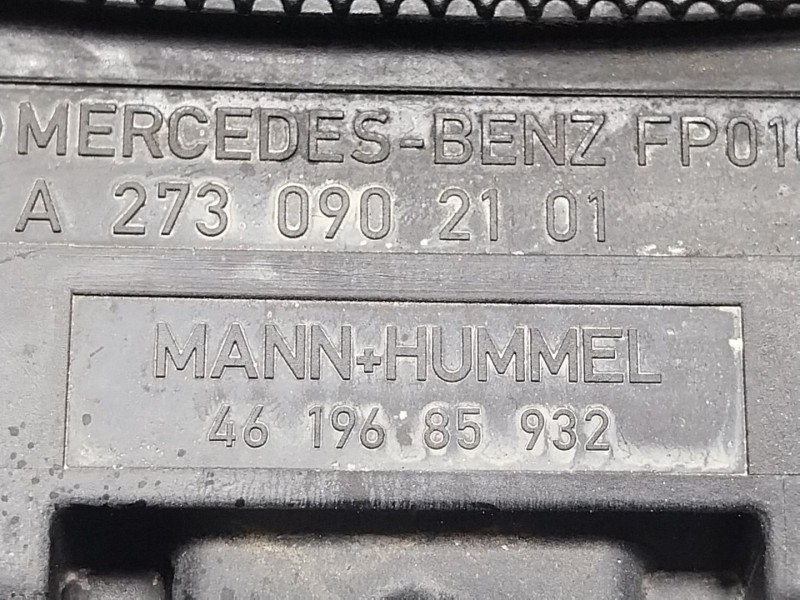 MERCEDES-BENZ FP01
A 273 090 21 01
MANN+HUMMEL
46 196 85 932